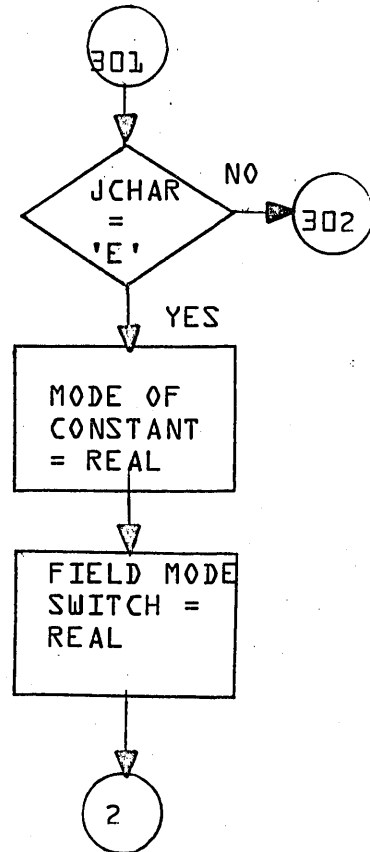 301
JCHAR
=
'E'
NO
302
YES
MODE OF
CONSTANT
= REAL
FIELD MODE
SWITCH =
REAL
2